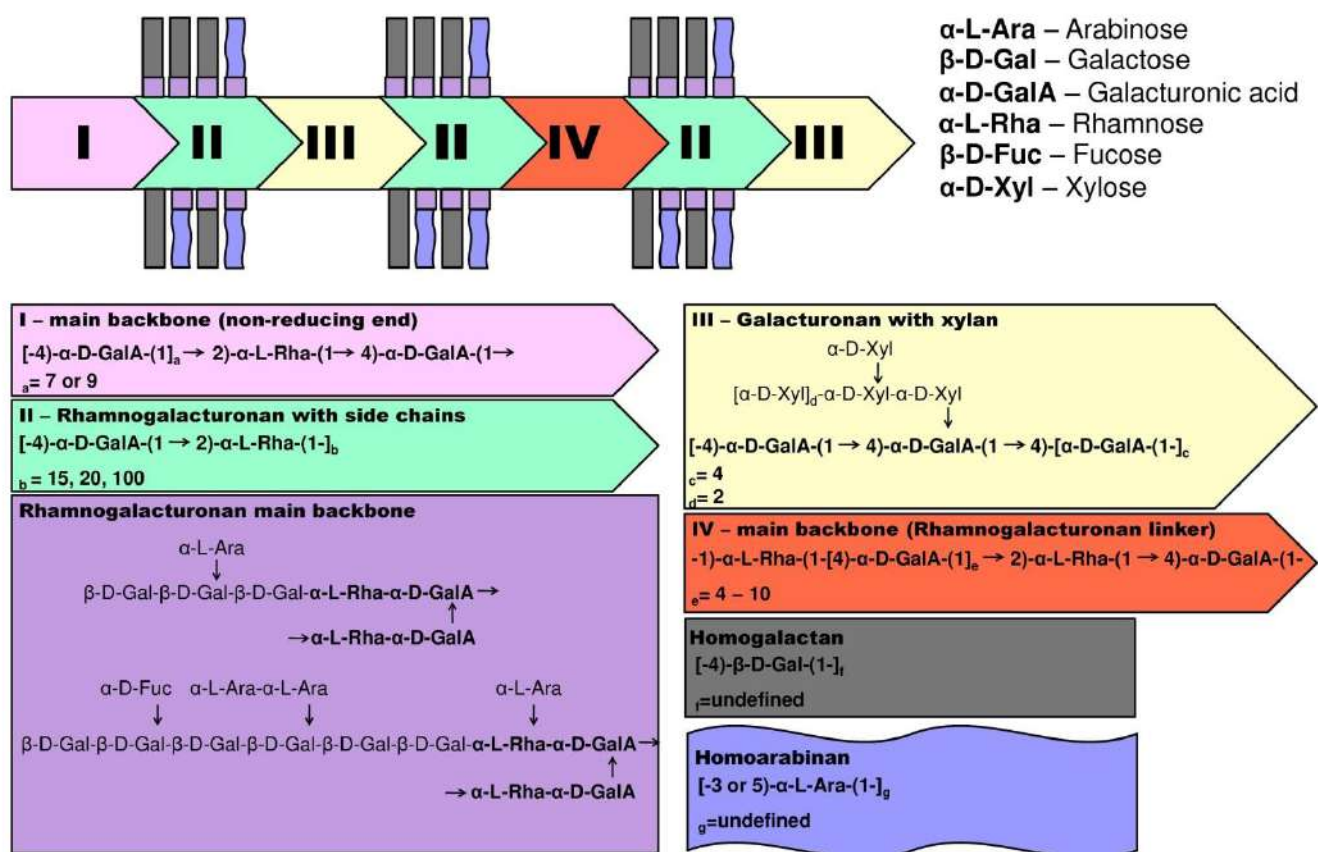 I
II
III
II
IV
II
III
α-L-Ara – Arabinose
β-D-Gal – Galactose
α-D-GalA – Galacturonic acid
α-L-Rha – Rhamnose
β-D-Fuc – Fucose
α-D-Xyl – Xylose
I – main backbone (non-reducing end)
[-4)-α-D-GalA-(1]a→ 2)-α-L-Rha-(1→ 4)-α-D-GalA-(1→
a= 7 or 9
II – Rhamnogalacturonan with side chains
[-4)-α-D-GalA-(1 → 2)-α-L-Rha-(1-]b
b = 15, 20, 100
Rhamnogalacturonan main backbone
α-L-Ara
↓
β-D-Gal-β-D-Gal-β-D-Gal-α-L-Rha-α-D-GalA→
↑
→α-L-Rha-α-D-GalA
α-D-Fuc α-L-Ara-α-L-Ara α-L-Ara
↓ ↓ ↓
β-D-Gal-β-D-Gal-β-D-Gal-β-D-Gal-β-D-Gal-β-D-Gal-α-L-Rha-α-D-GalA→
↑
→α-L-Rha-α-D-GalA
III – Galacturonan with xylan
α-D-Xyl
↓
[α-D-Xyl]d-α-D-Xyl-α-D-Xyl
↓
[-4)-α-D-GalA-(1 → 4)-α-D-GalA-(1 → 4)-[α-D-GalA-(1-]c
c= 4
d= 2
IV – main backbone (Rhamnogalacturonan linker)
-1)-α-L-Rha-(1-[4)-α-D-GalA-(1]e → 2)-α-L-Rha-(1 → 4)-α-D-GalA-(1-
e= 4 – 10
Homogalactan
[-4)-β-D-Gal-(1-]f
f=undefined
Homoarabinan
[-3 or 5)-α-L-Ara-(1-]g
g=undefined